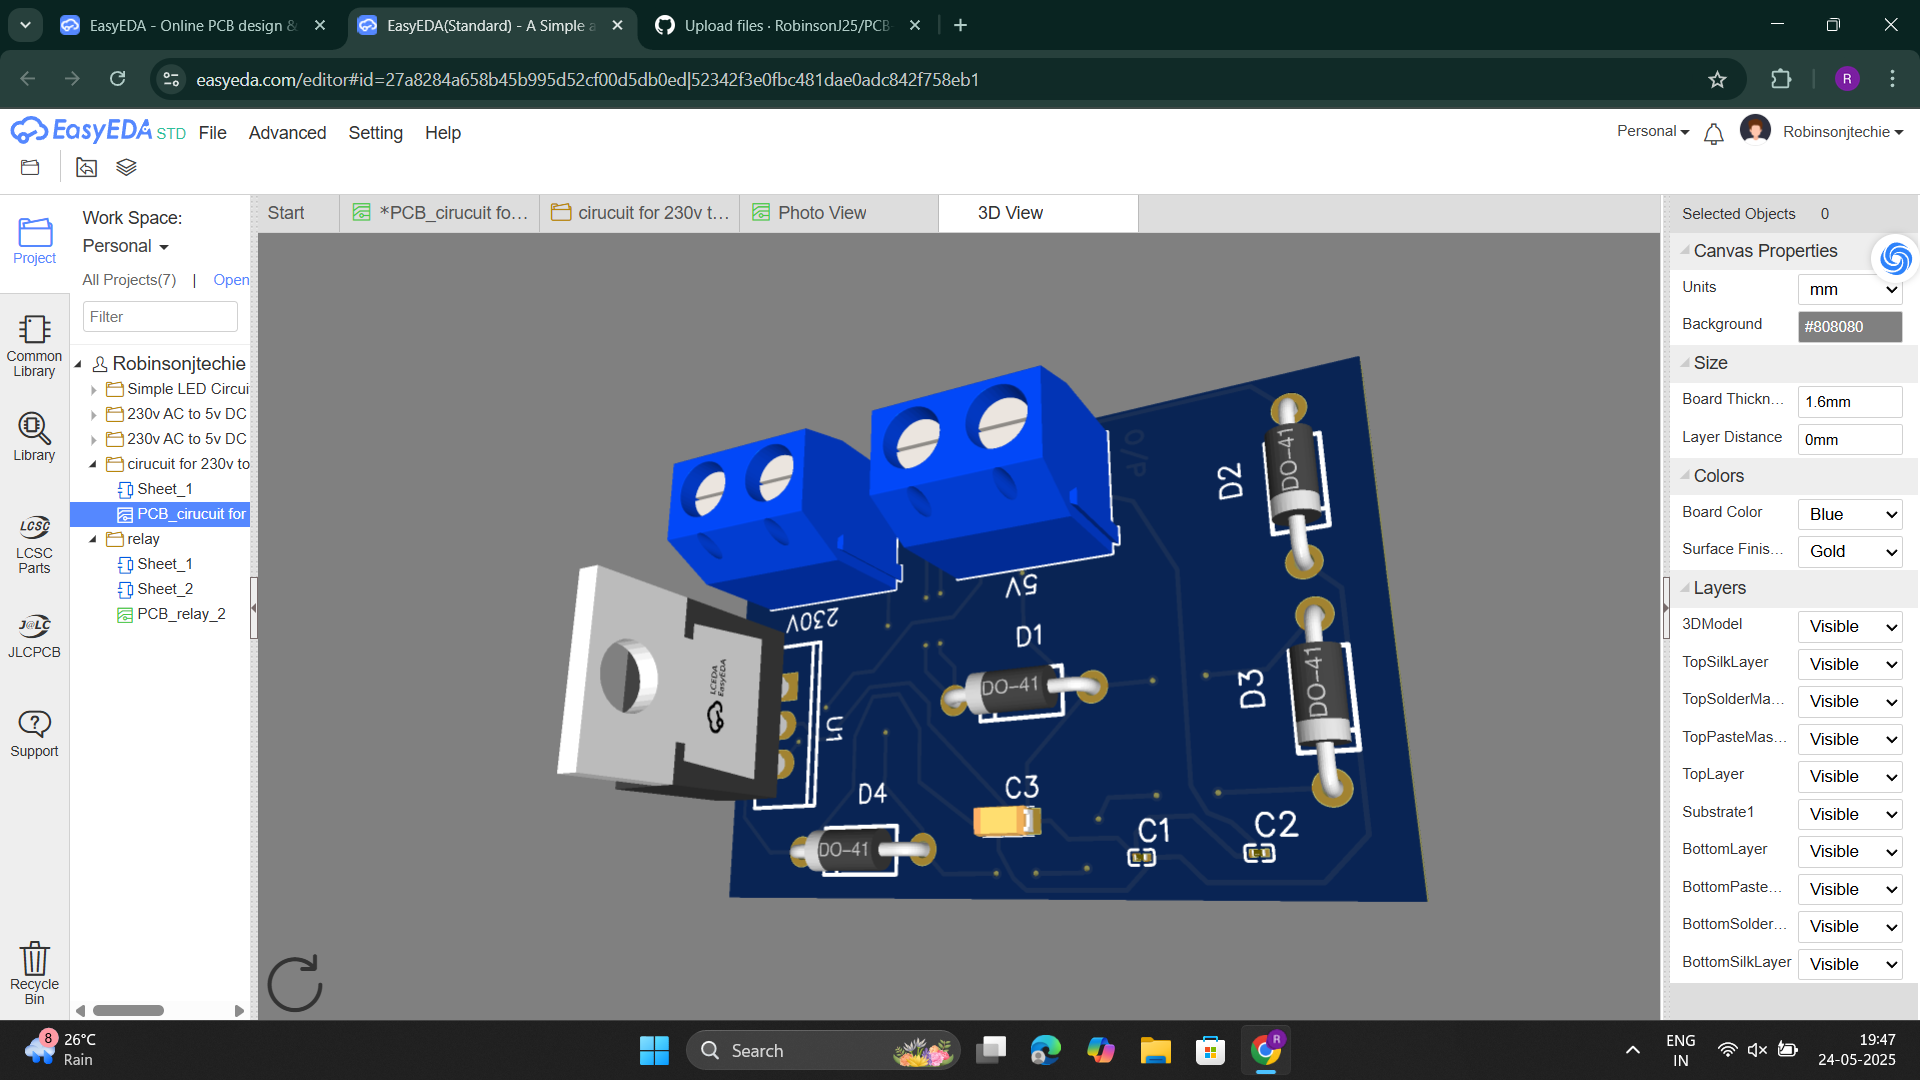 EasyEDA - Online PCB design &
EasyEDA(Standard) - A Simple a
Upload files · RobinsonJ25/PCB-
easyeda.com/editor#id=27a8284a658b45b995d52cf00d5db0ed|52342f3e0fbc481dae0adc842f758eb1
R
EasyEDA STD
File
Advanced
Setting
Help
Personal
Robinsonjtechie
Start
*PCB_cirucuit fo...
cirucuit for 230v t...
Photo View
3D View
Project
Common Library
Library
LCSC
LCSC Parts
J@LC
JLCPCB
Support
Recycle Bin
Work Space:
Personal
All Projects(7) | Open
Filter
Robinsonjtechie
Simple LED Circui
230v AC to 5v DC
230v AC to 5v DC
cirucuit for 230v to
Sheet_1
PCB_cirucuit for
relay
Sheet_1
Sheet_2
PCB_relay_2
O/P
D2
DO-41
5V
230V
D1
DO-41
D3
DO-41
LCEDA
EasyEDA
U1
D4
DO-41
C3
C1
C2
Selected Objects 0
Canvas Properties
Units mm
Background #808080
Size
Board Thickn... 1.6mm
Layer Distance 0mm
Colors
Board Color Blue
Surface Finis... Gold
Layers
3DModel Visible
TopSilkLayer Visible
TopSolderMa... Visible
TopPasteMas... Visible
TopLayer Visible
Substrate1 Visible
BottomLayer Visible
BottomPaste... Visible
BottomSolder... Visible
BottomSilkLayer Visible
8
26°C
Rain
Search
R
ENG
IN
19:47
24-05-2025